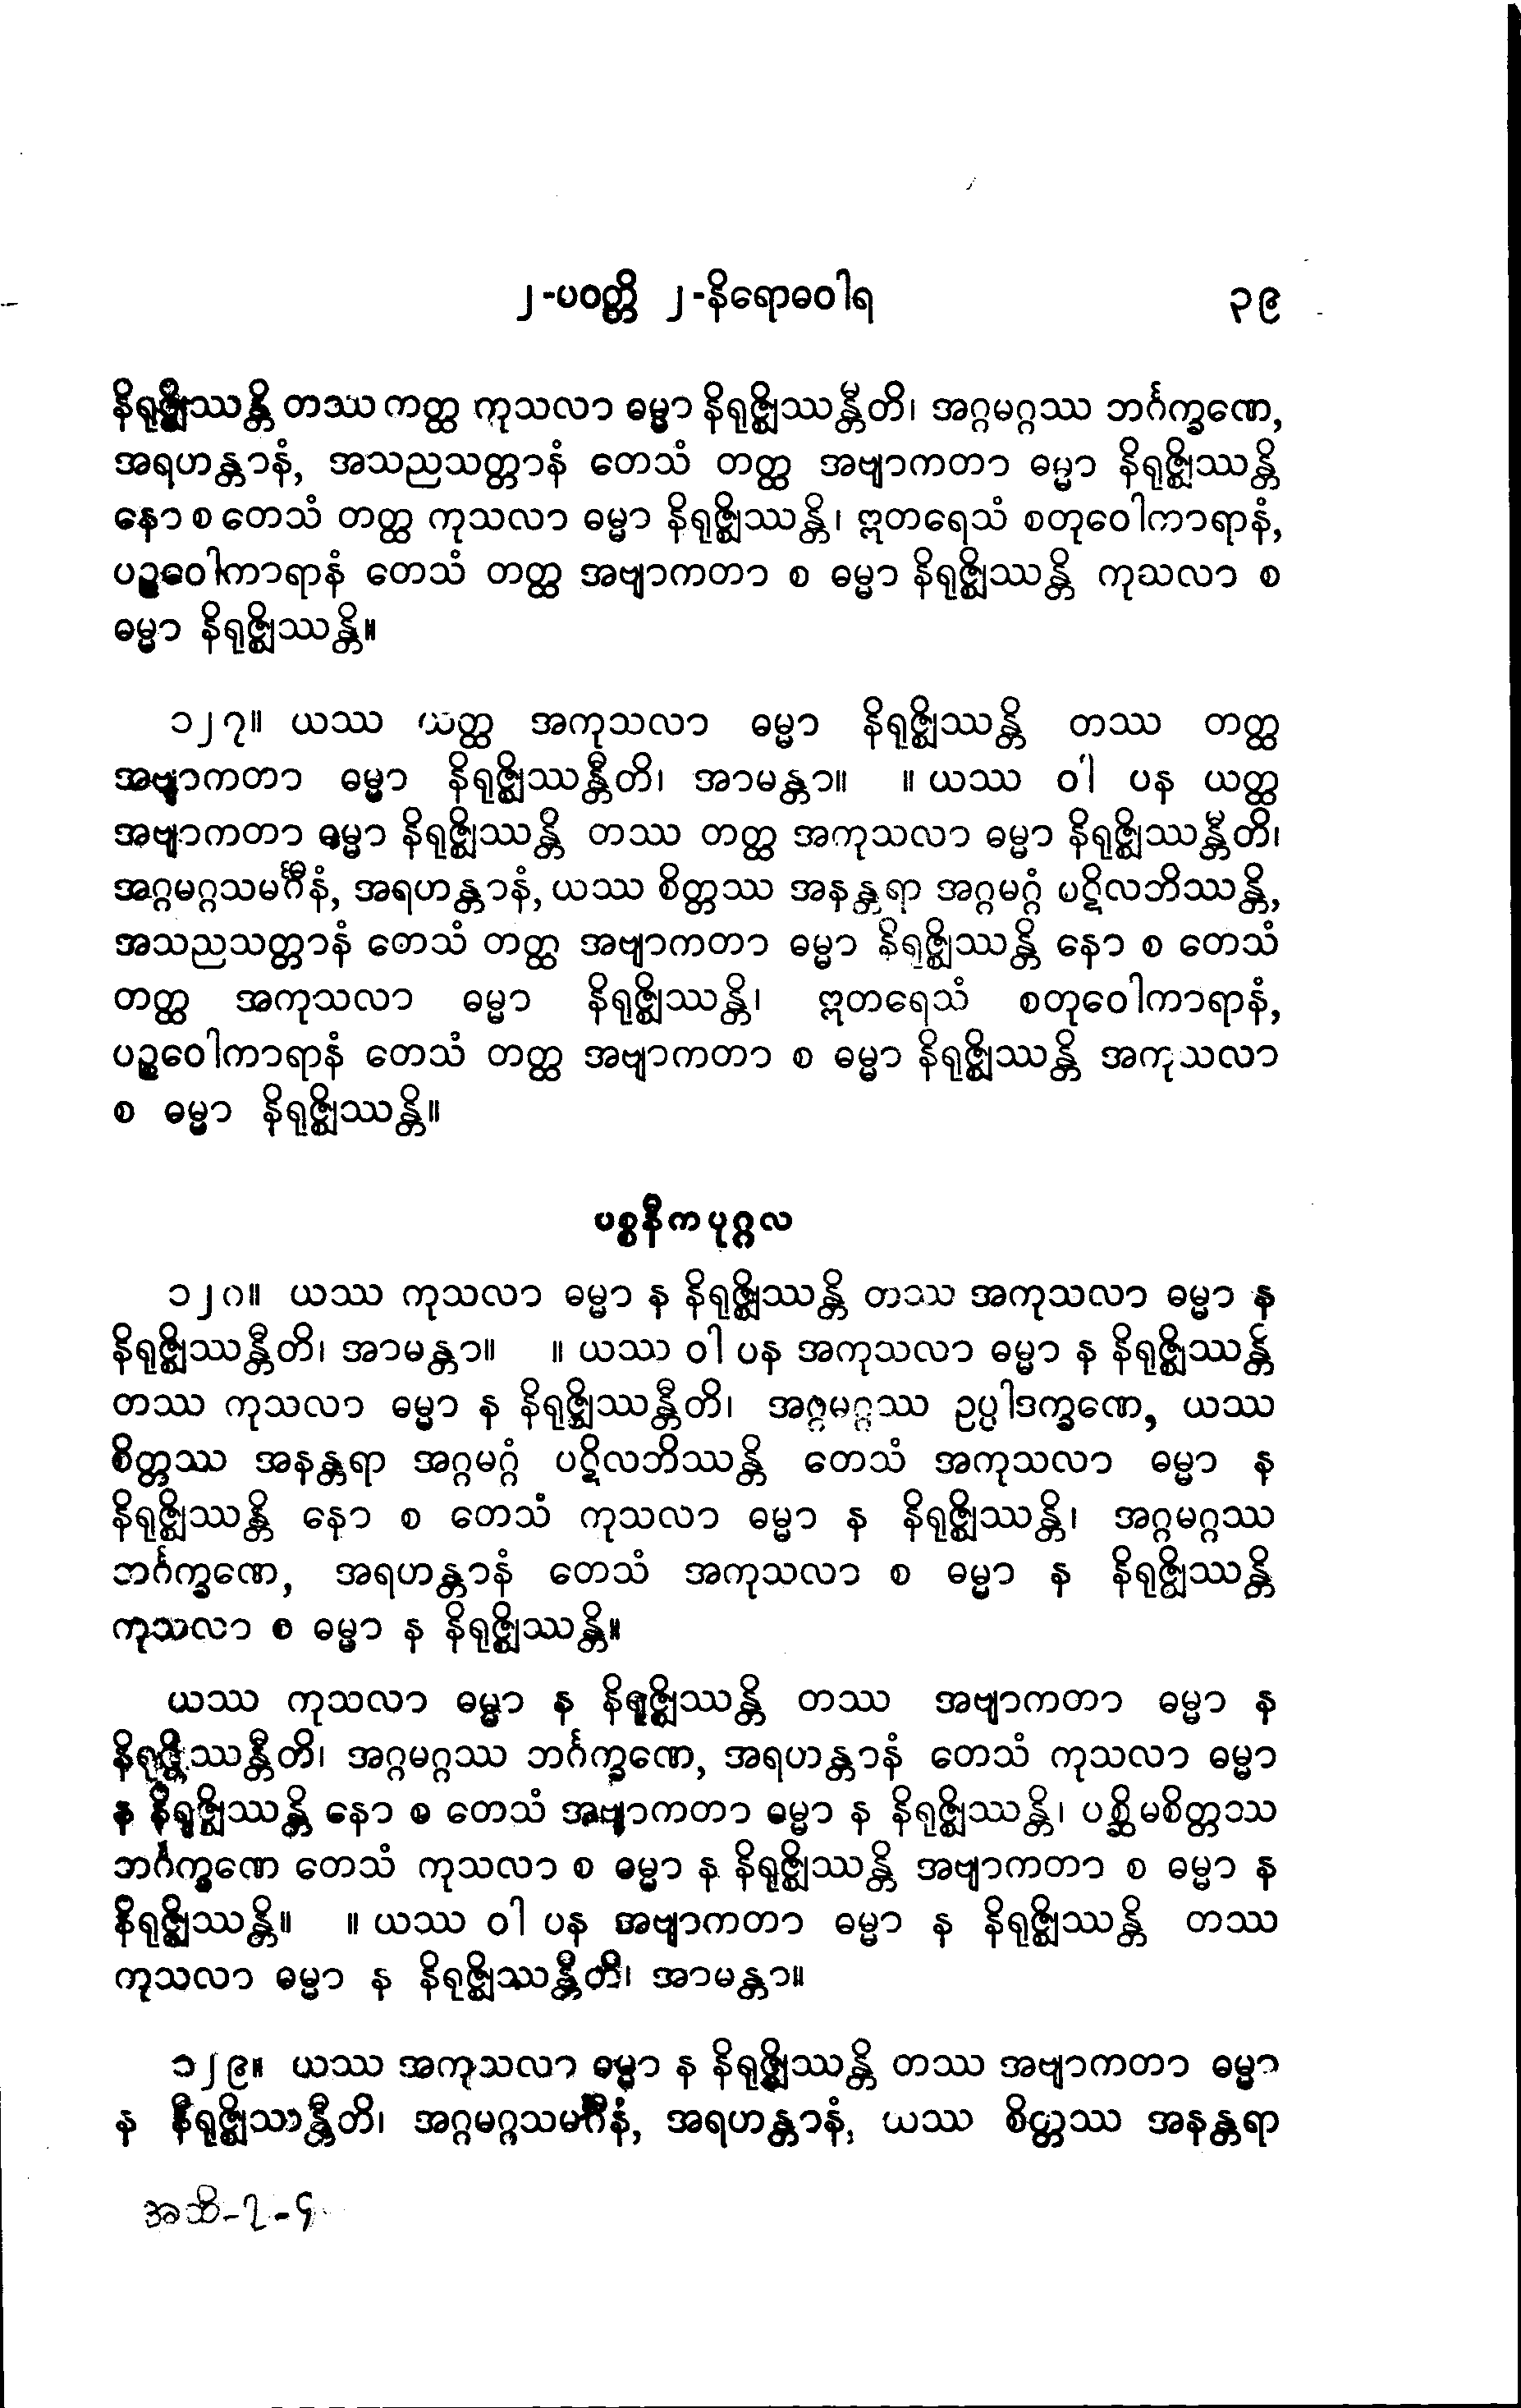 ၂-ပဝတ္တိ ၂-နိရောဓဝါရ ၃၉
နိရုဇ္ဈိဿန္တိ တဿ တတ္ထ ကုသလာ ဓမ္မာ နိရုဇ္ဈိဿန္တီတိ၊ အဂ္ဂမဂ္ဂဿ ဘင်္ဂက္ခဏေ,
အရဟန္တာနံ, အသညသတ္တာနံ တေသံ တတ္ထ အဗျာကတာ ဓမ္မာ နိရုဇ္ဈိဿန္တိ
နော စ တေသံ တတ္ထ ကုသလာ ဓမ္မာ နိရုဇ္ဈိဿန္တိ၊ ဣတရေသံ စတုဝေါကာရာနံ,
ပဉ္စဝေါကာရာနံ တေသံ တတ္ထ အဗျာကတာ စ ဓမ္မာ နိရုဇ္ဈိဿန္တိ ကုသလာ စ
ဓမ္မာ နိရုဇ္ဈိဿန္တိ။
၁၂၇။ ယဿ ယတ္ထ အကုသလာ ဓမ္မာ နိရုဇ္ဈိဿန္တိ တဿ တတ္ထ
အဗျာကတာ ဓမ္မာ နိရုဇ္ဈိဿန္တီတိ၊ အာမန္တာ။ ။ ယဿ ဝါ ပန ယတ္ထ
အဗျာကတာ ဓမ္မာ နိရုဇ္ဈိဿန္တိ တဿ တတ္ထ အကုသလာ ဓမ္မာ နိရုဇ္ဈိဿန္တီတိ၊
အဂ္ဂမဂ္ဂသမင်္ဂီနံ, အရဟန္တာနံ, ယဿ စိတ္တဿ အနန္တရာ အဂ္ဂမဂ္ဂံ ပဋိလဘိဿန္တိ,
အသညသတ္တာနံ တေသံ တတ္ထ အဗျာကတာ ဓမ္မာ နိရုဇ္ဈိဿန္တိ နော စ တေသံ
တတ္ထ အကုသလာ ဓမ္မာ နိရုဇ္ဈိဿန္တိ၊ ဣတရေသံ စတုဝေါကာရာနံ,
ပဉ္စဝေါကာရာနံ တေသံ တတ္ထ အဗျာကတာ စ ဓမ္မာ နိရုဇ္ဈိဿန္တိ အကုသလာ
စ ဓမ္မာ နိရုဇ္ဈိဿန္တိ။
ပစ္စနီကပုဂ္ဂလ
၁၂၈။ ယဿ ကုသလာ ဓမ္မာ န နိရုဇ္ဈိဿန္တိ တဿ အကုသလာ ဓမ္မာ န
နိရုဇ္ဈိဿန္တီတိ၊ အာမန္တာ။ ။ ယဿ ဝါ ပန အကုသလာ ဓမ္မာ န နိရုဇ္ဈိဿန္တိ
တဿ ကုသလာ ဓမ္မာ န နိရုဇ္ဈိဿန္တီတိ၊ အဂ္ဂမဂ္ဂဿ ဥပ္ပါဒက္ခဏေ, ယဿ
စိတ္တဿ အနန္တရာ အဂ္ဂမဂ္ဂံ ပဋိလဘိဿန္တိ တေသံ အကုသလာ ဓမ္မာ န
နိရုဇ္ဈိဿန္တိ နော စ တေသံ ကုသလာ ဓမ္မာ န နိရုဇ္ဈိဿန္တိ၊ အဂ္ဂမဂ္ဂဿ
ဘင်္ဂက္ခဏေ, အရဟန္တာနံ တေသံ အကုသလာ စ ဓမ္မာ န နိရုဇ္ဈိဿန္တိ
ကုသလာ စ ဓမ္မာ န နိရုဇ္ဈိဿန္တိ။
ယဿ ကုသလာ ဓမ္မာ န နိရုဇ္ဈိဿန္တိ တဿ အဗျာကတာ ဓမ္မာ န
နိရုဇ္ဈိဿန္တီတိ၊ အဂ္ဂမဂ္ဂဿ ဘင်္ဂက္ခဏေ, အရဟန္တာနံ တေသံ ကုသလာ ဓမ္မာ
န နိရုဇ္ဈိဿန္တိ နော စ တေသံ အဗျာကတာ ဓမ္မာ န နိရုဇ္ဈိဿန္တိ၊ ပစ္ဆိမစိတ္တဿ
ဘင်္ဂက္ခဏေ တေသံ ကုသလာ စ ဓမ္မာ န နိရုဇ္ဈိဿန္တိ အဗျာကတာ စ ဓမ္မာ န
နိရုဇ္ဈိဿန္တိ။ ။ ယဿ ဝါ ပန အဗျာကတာ ဓမ္မာ န နိရုဇ္ဈိဿန္တိ တဿ
ကုသလာ ဓမ္မာ န နိရုဇ္ဈိဿန္တီတိ၊ အာမန္တာ။
၁၂၉။ ယဿ အကုသလာ ဓမ္မာ န နိရုဇ္ဈိဿန္တိ တဿ အဗျာကတာ ဓမ္မာ
န နိရုဇ္ဈိဿန္တီတိ၊ အဂ္ဂမဂ္ဂသမင်္ဂီနံ, အရဟန္တာနံ, ယဿ စိတ္တဿ အနန္တရာ
အဘိ-၇-၄